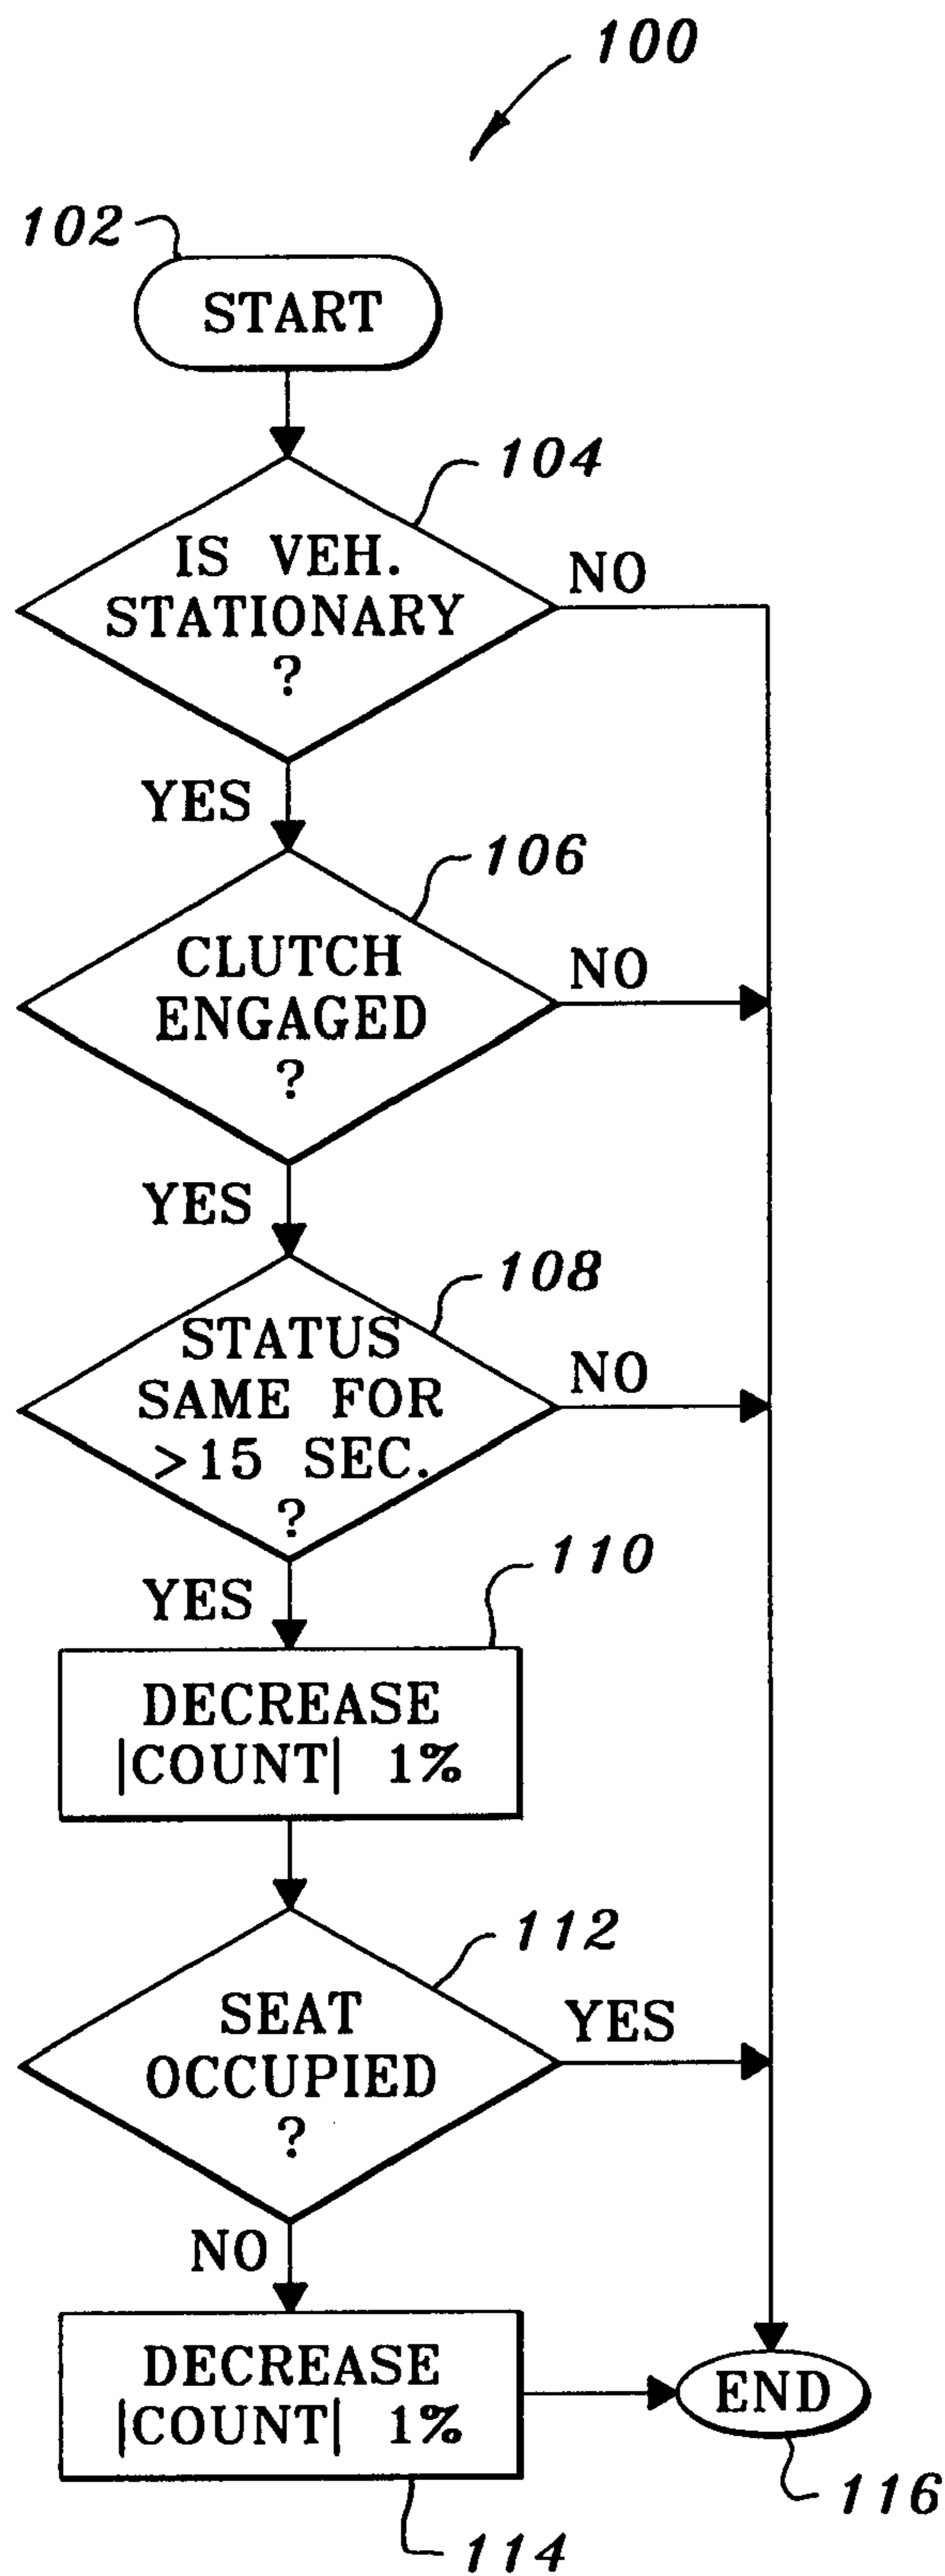 100
102
START
104
IS VEH.
STATIONARY
?
NO
YES
106
CLUTCH
ENGAGED
?
NO
YES
108
STATUS
SAME FOR
>15 SEC.
?
NO
YES
110
DECREASE
|COUNT| 1%
112
SEAT
OCCUPIED
?
YES
NO
DECREASE
|COUNT| 1%
END
116
114